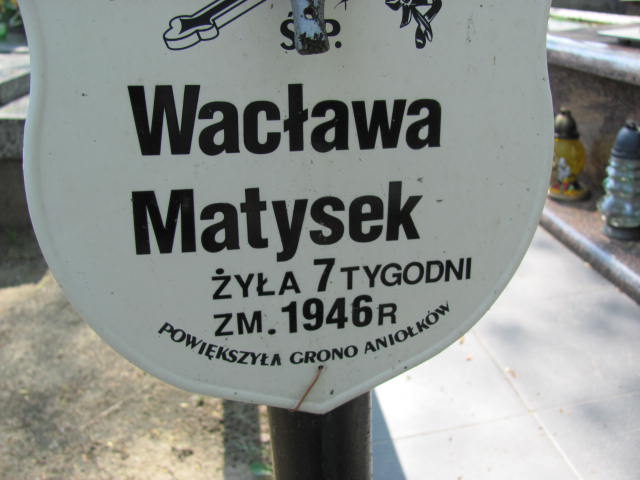 Ś.P.
Wacława
Matysek
ŻYŁA 7 TYGODNI
ZM. 1946 R
POWIĘKSZYŁA GRONO ANIOŁKÓW